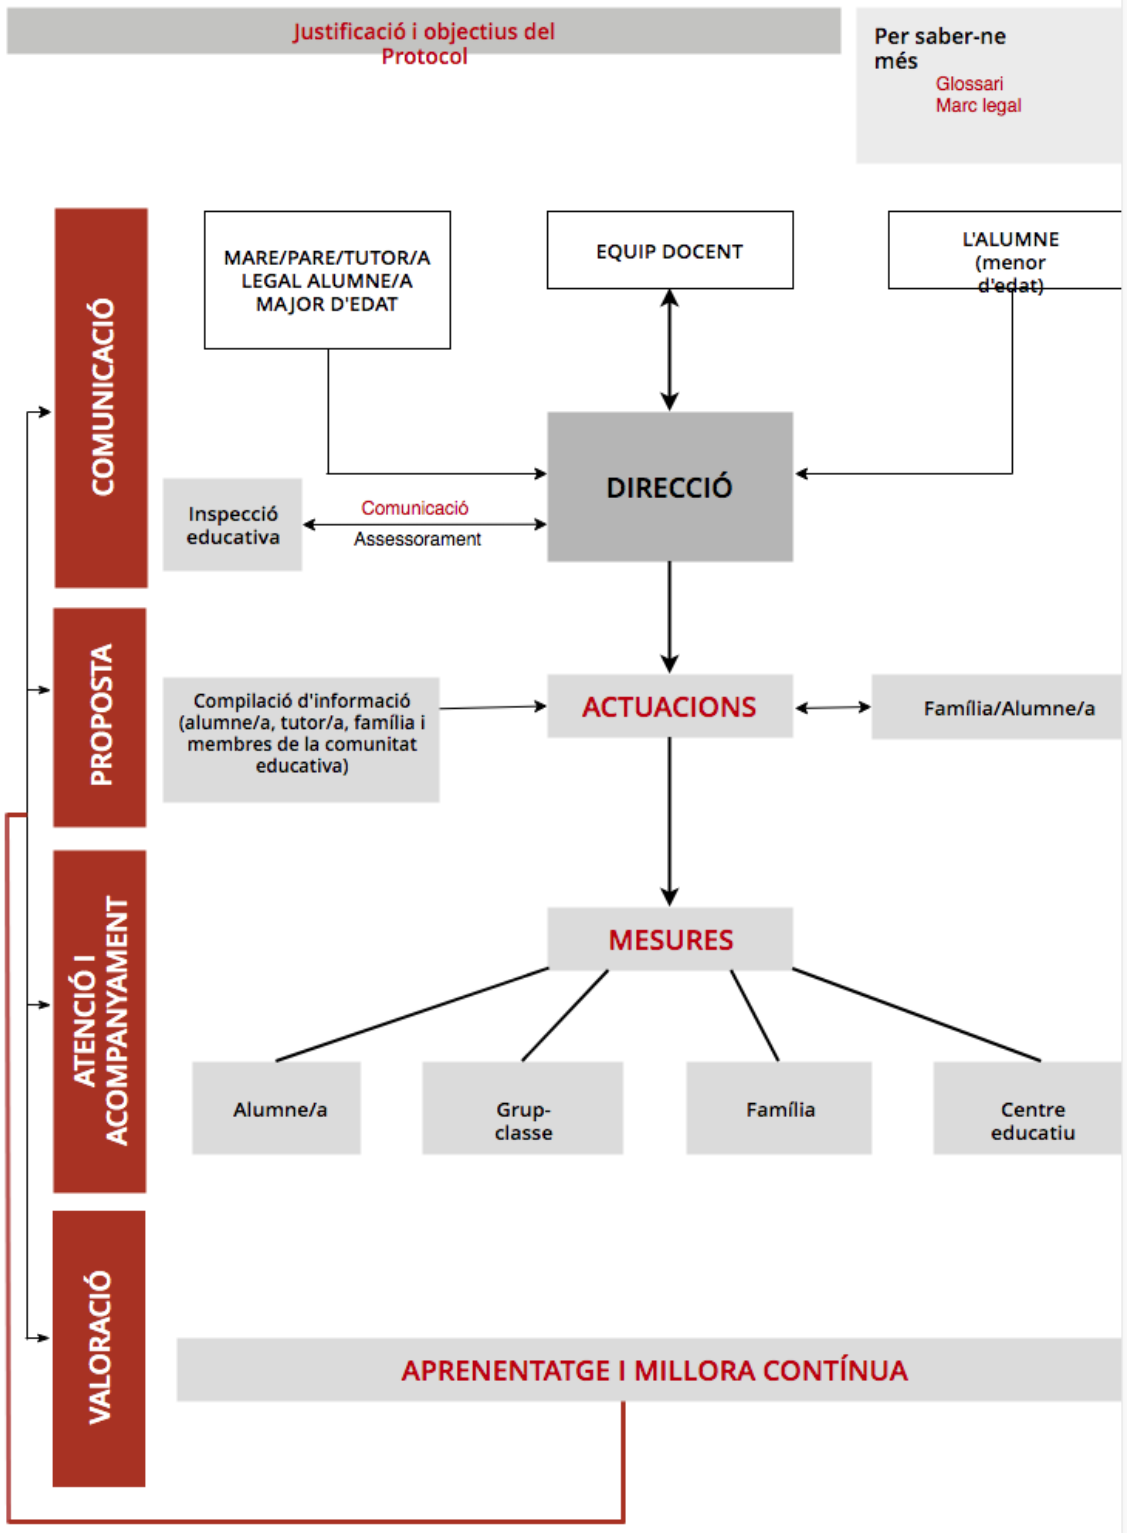 Justificació i objectius del
Protocol
Per saber-ne
més
Glossari
Marc legal
COMUNICACIÓ
MARE/PARE/TUTOR/A
LEGAL ALUMNE/A
MAJOR D'EDAT
EQUIP DOCENT
L'ALUMNE
(menor
d'edat)
DIRECCIÓ
Inspecció
educativa
Comunicació
Assessorament
PROPOSTA
Compilació d'informació
(alumne/a, tutor/a, família i
membres de la comunitat
educativa)
ACTUACIONS
Família/Alumne/a
ATENCIÓ I
ACOMPANYAMENT
MESURES
Alumne/a
Grup-
classe
Família
Centre
educatiu
VALORACIÓ
APRENENTATGE I MILLORA CONTÍNUA